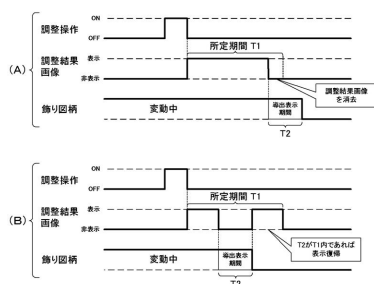 (A)
調整操作
ON
OFF
所定期間 T1
調整結果
画像
表示
非表示
調整結果画像
を消去
飾り図柄
変動中
導出表示
期間
T2
(B)
調整操作
ON
OFF
所定期間 T1
調整結果
画像
表示
非表示
T2がT1内であれば
表示復帰
飾り図柄
変動中
導出表示
期間
T2